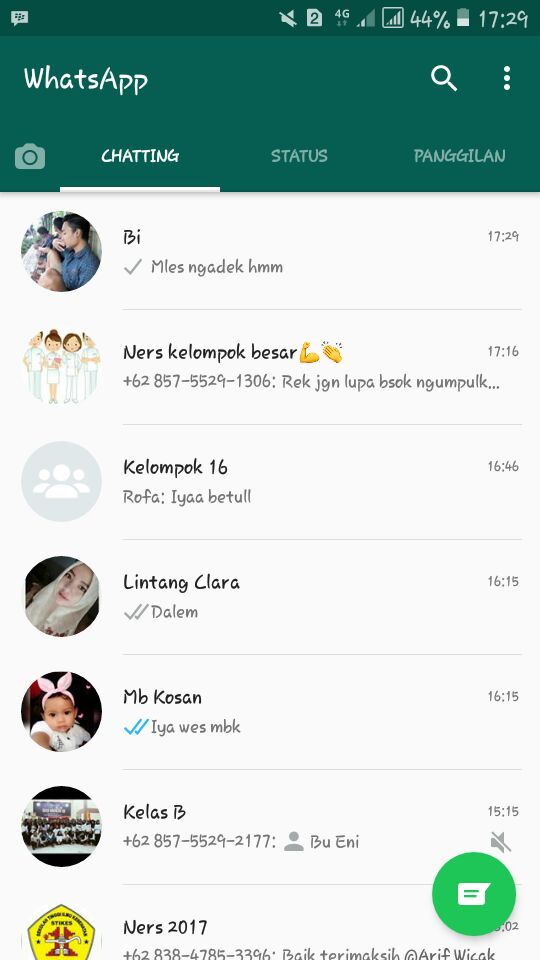 2 4G 44% 17:29
WhatsApp
CHATTING STATUS PANGGILAN
Bi 17:29
Mles ngadek hmm
Ners kelompok besar💪👏 17:16
+62 857-5529-1306: Rek jgn lupa bsok ngumpulk...
Kelompok 16 16:46
Rofa: Iyaa betull
Lintang Clara 16:15
Dalem
Mb Kosan 16:15
Iya wes mbk
Kelas B 15:15
+62 857-5529-2177: Bu Eni
STIKES
Ners 2017
+62 838-4785-3396: Baik terimaksih @Arif Wicak